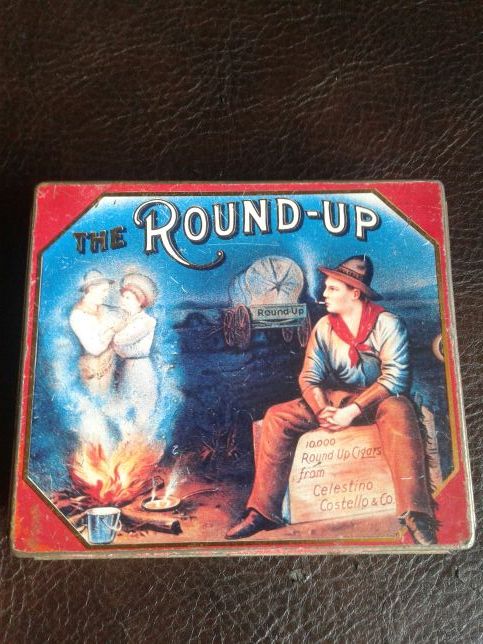 THE ROUND-UP
Round-Up
10.000
Round Up Cigars
from
Celestino
Costello & Co.